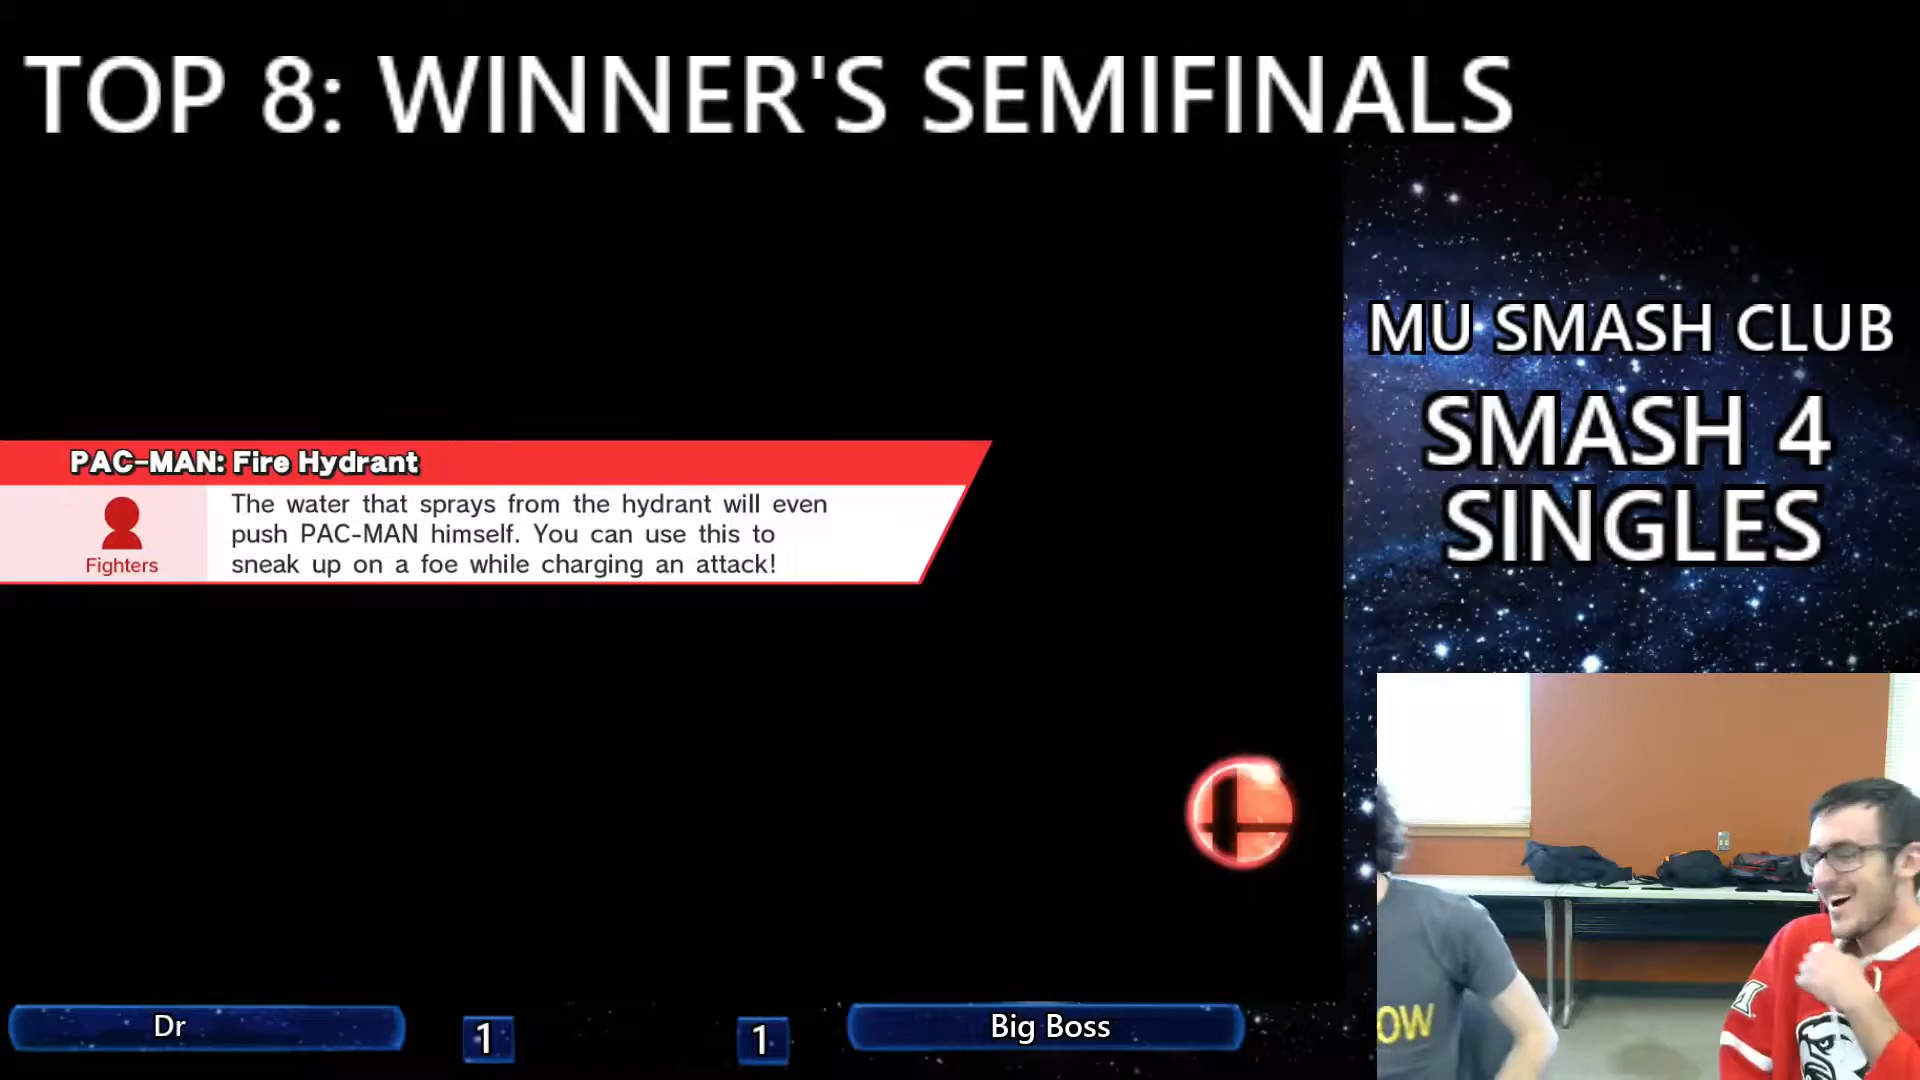 TOP 8: WINNER'S SEMIFINALS
MU SMASH CLUB
SMASH 4
SINGLES
PAC-MAN: Fire Hydrant
Fighters
The water that sprays from the hydrant will even
push PAC-MAN himself. You can use this to
sneak up on a foe while charging an attack!
OW
Dr
1
1
Big Boss